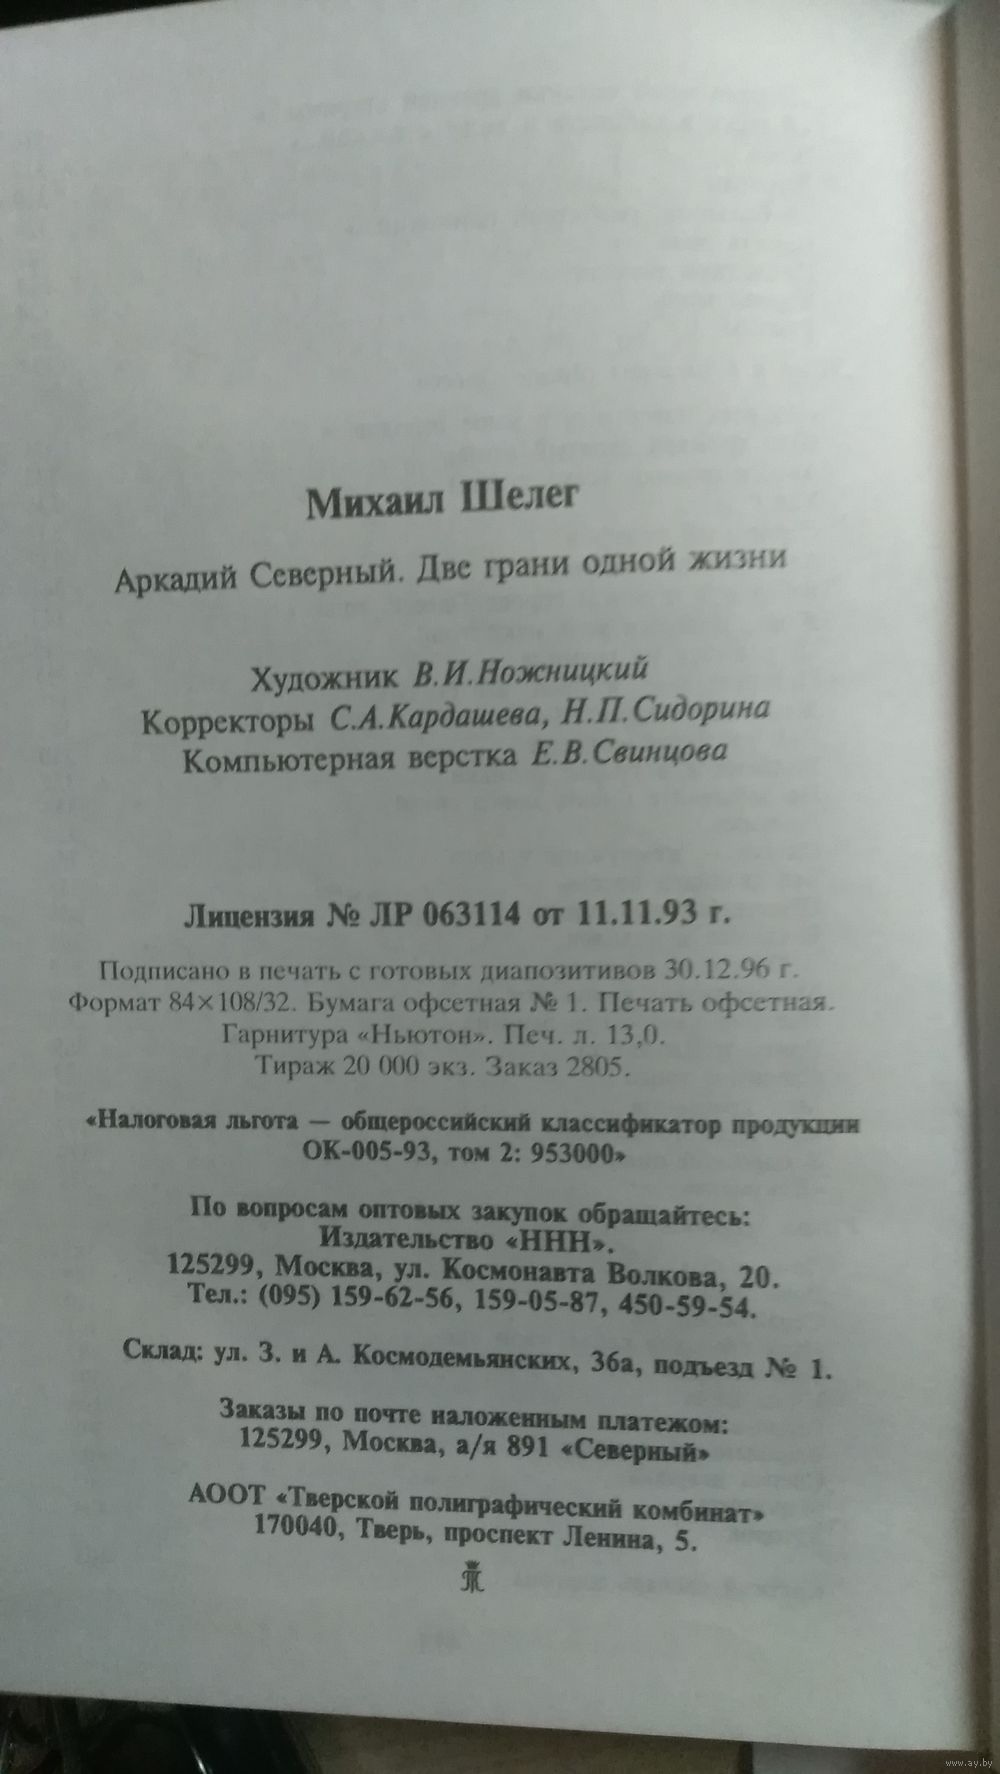 Михаил Шелег
Аркадий Северный. Две грани одной жизни
Художник В.И.Ножницкий
Корректоры С.А.Кардашева, Н.П.Сидорина
Компьютерная верстка Е.В.Свинцова
Лицензия № ЛР 063114 от 11.11.93 г.
Подписано в печать с готовых диапозитивов 30.12.96 г.
Формат 84×108/32. Бумага офсетная № 1. Печать офсетная.
Гарнитура «Ньютон». Печ. л. 13,0.
Тираж 20 000 экз. Заказ 2805.
«Налоговая льгота — общероссийский классификатор продукции
ОК-005-93, том 2: 953000»
По вопросам оптовых закупок обращайтесь:
Издательство «ННН».
125299, Москва, ул. Космонавта Волкова, 20.
Тел.: (095) 159-62-56, 159-05-87, 450-59-54.
Склад: ул. З. и А. Космодемьянских, 36а, подъезд № 1.
Заказы по почте наложенным платежом:
125299, Москва, а/я 891 «Северный»
АООТ «Тверской полиграфический комбинат»
170040, Тверь, проспект Ленина, 5.
www.ay.by